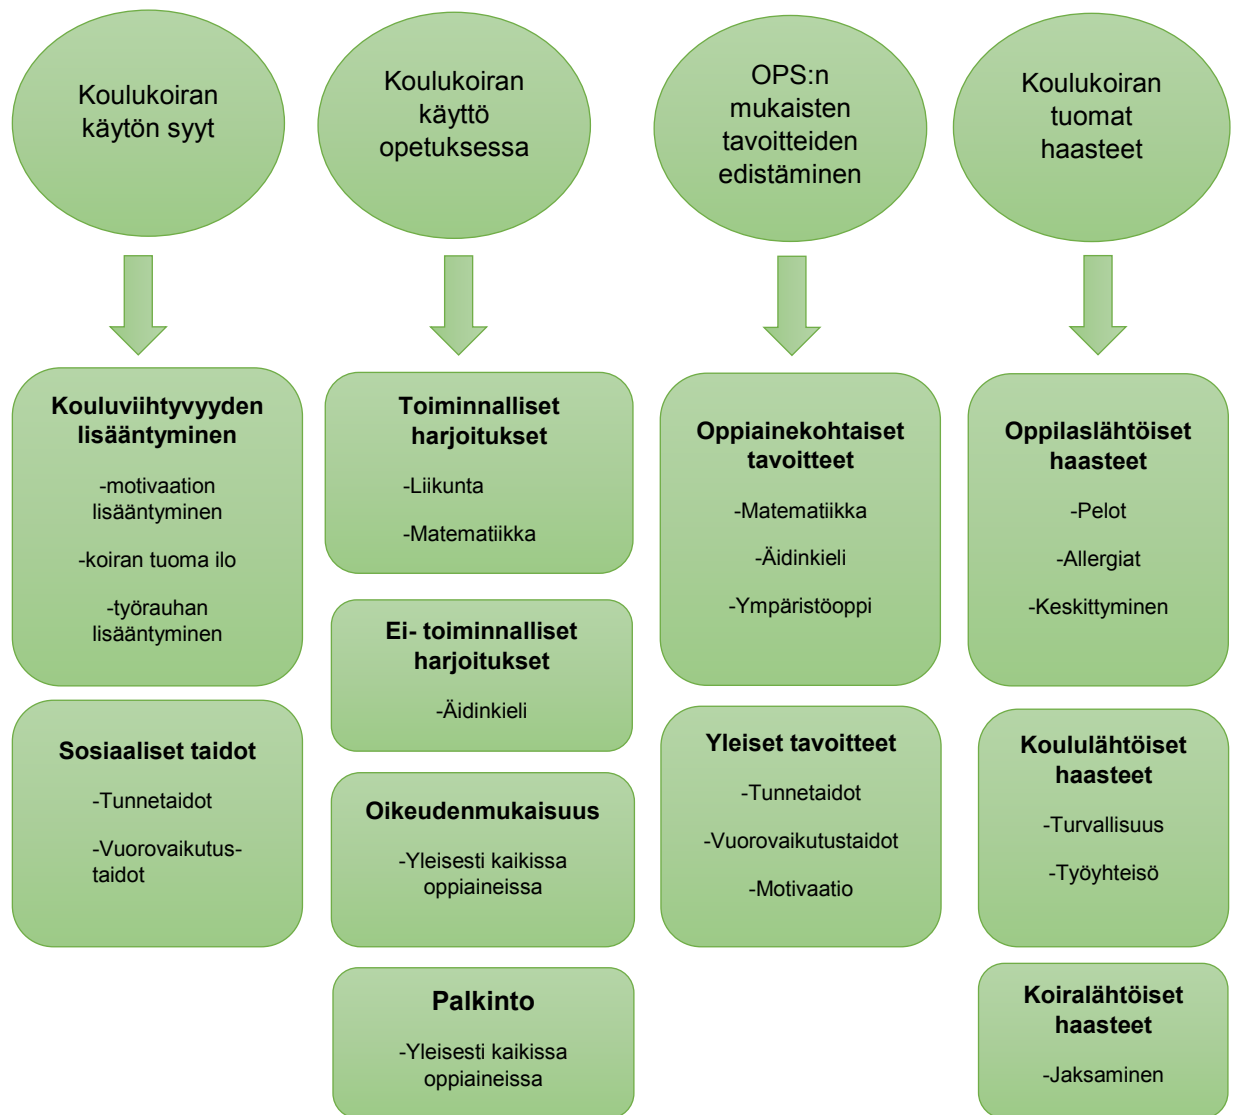 Koulukoiran
käytön syyt
Kouluviihtyvyyden
lisääntyminen
-motivaation
lisääntyminen
-koiran tuoma ilo
-työrauhan
lisääntyminen
Sosiaaliset taidot
-Tunnetaidot
-Vuorovaikutus-
taidot
Koulukoiran
käyttö
opetuksessa
Toiminnalliset
harjoitukset
-Liikunta
-Matematiikka
Ei- toiminnalliset
harjoitukset
-Äidinkieli
Oikeudenmukaisuus
-Yleisesti kaikissa
oppiaineissa
Palkinto
-Yleisesti kaikissa
oppiaineissa
OPS:n
mukaisten
tavoitteiden
edistäminen
Oppiainekohtaiset
tavoitteet
-Matematiikka
-Äidinkieli
-Ympäristöoppi
Yleiset tavoitteet
-Tunnetaidot
-Vuorovaikutustaidot
-Motivaatio
Koulukoiran
tuomat
haasteet
Oppilaslähtöiset
haasteet
-Pelot
-Allergiat
-Keskittyminen
Koululähtöiset
haasteet
-Turvallisuus
-Työyhteisö
Koiralähtöiset
haasteet
-Jaksaminen